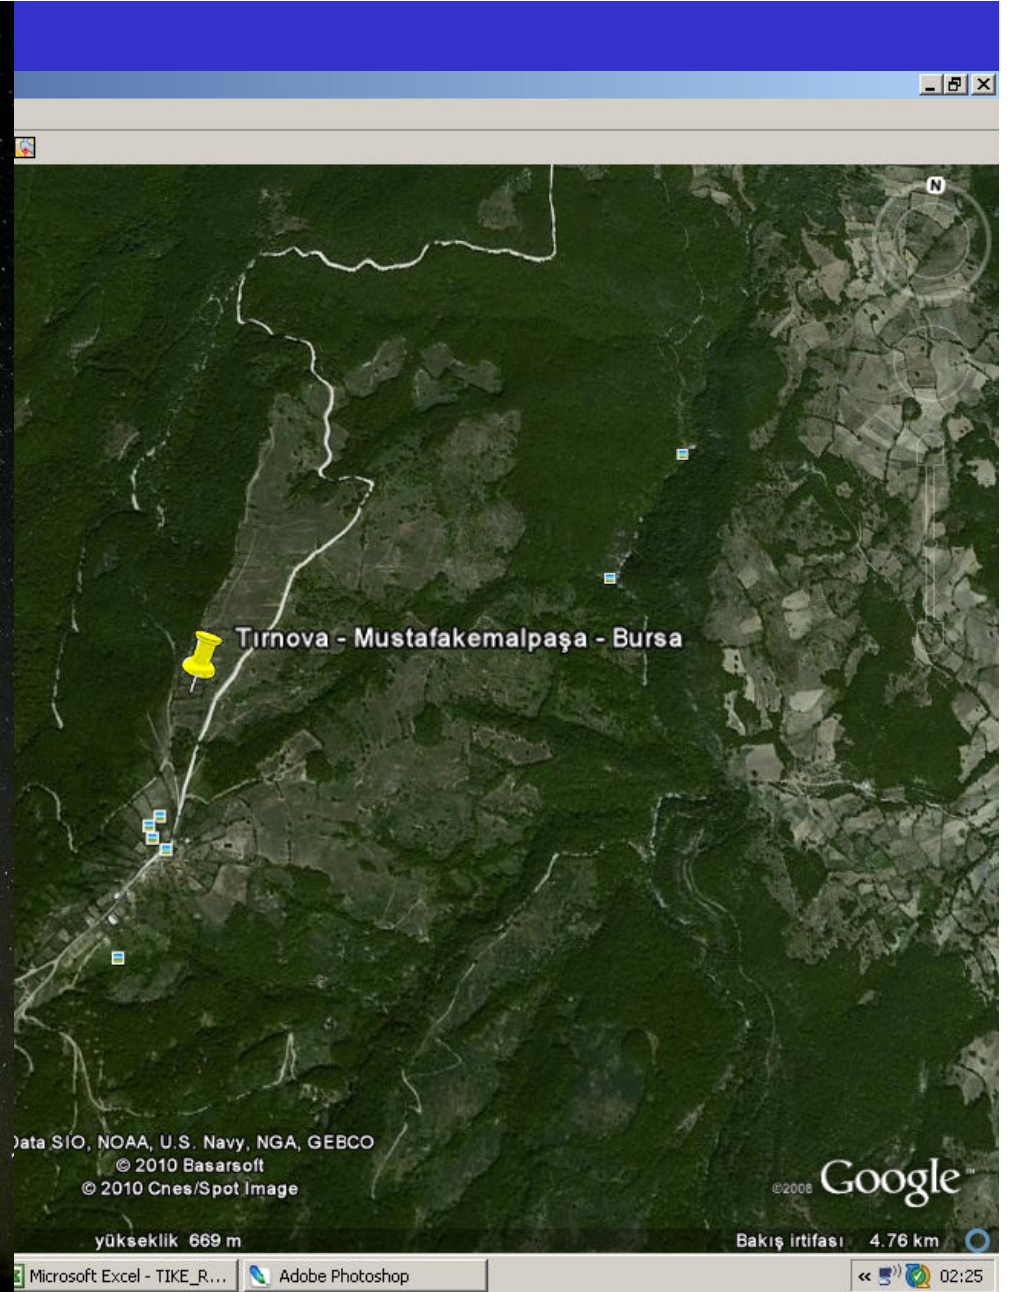 N
Tırnova - Mustafakemalpaşa - Bursa
Data SIO, NOAA, U.S. Navy, NGA, GEBCO
© 2010 Basarsoft
© 2010 Cnes/Spot Image
©2008 Google™
yükseklik 669 m
Bakış irtifası 4.76 km
Microsoft Excel - TIKE_R...
Adobe Photoshop
« 02:25